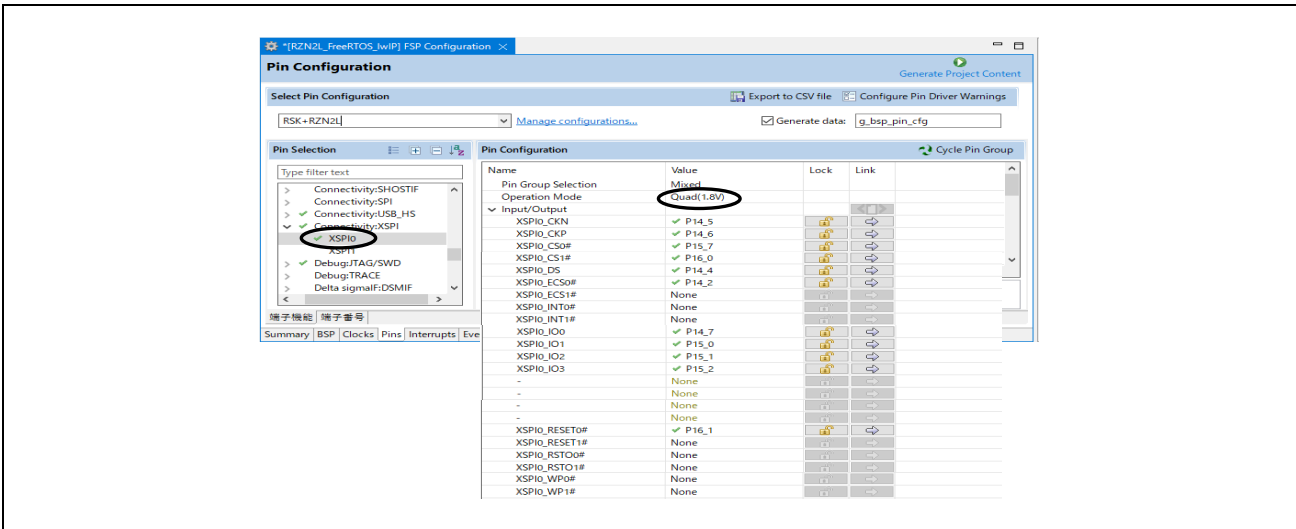 *[RZN2L_FreeRTOS_lwIP] FSP Configuration
Pin Configuration
Generate Project Content
Select Pin Configuration
Export to CSV file
Configure Pin Driver Warnings
RSK+RZN2L
Manage configurations...
Generate data:
g_bsp_pin_cfg
Pin Selection
Type filter text
Connectivity:SHOSTIF
Connectivity:SPI
Connectivity:USB_HS
Connectivity:XSPI
XSPI0
XSPI1
Debug:JTAG/SWD
Debug:TRACE
Delta sigmaIF:DSMIF
端子機能 端子番号
Summary BSP Clocks Pins Interrupts Eve
Pin Configuration
Cycle Pin Group
Name Value Lock Link
Pin Group Selection Mixed
Operation Mode Quad(1.8V)
Input/Output
XSPI0_CKN P14_5
XSPI0_CKP P14_6
XSPI0_CS0# P15_7
XSPI0_CS1# P16_0
XSPI0_DS P14_4
XSPI0_ECS0# P14_2
XSPI0_ECS1# None
XSPI0_INT0# None
XSPI0_INT1# None
XSPI0_IO0 P14_7
XSPI0_IO1 P15_0
XSPI0_IO2 P15_1
XSPI0_IO3 P15_2
- None
- None
- None
- None
XSPI0_RESET0# P16_1
XSPI0_RESET1# None
XSPI0_RSTO0# None
XSPI0_RSTO1# None
XSPI0_WP0# None
XSPI0_WP1# None